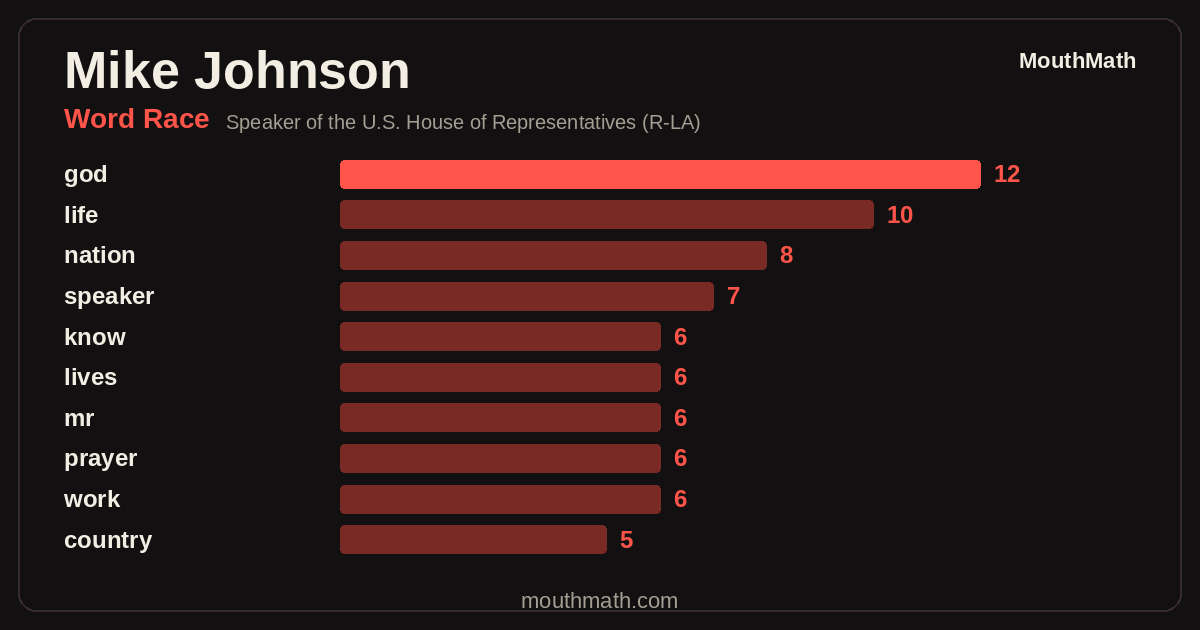 Mike Johnson
MouthMath
Word Race Speaker of the U.S. House of Representatives (R-LA)
god 12
life 10
nation 8
speaker 7
know 6
lives 6
mr 6
prayer 6
work 6
country 5
mouthmath.com